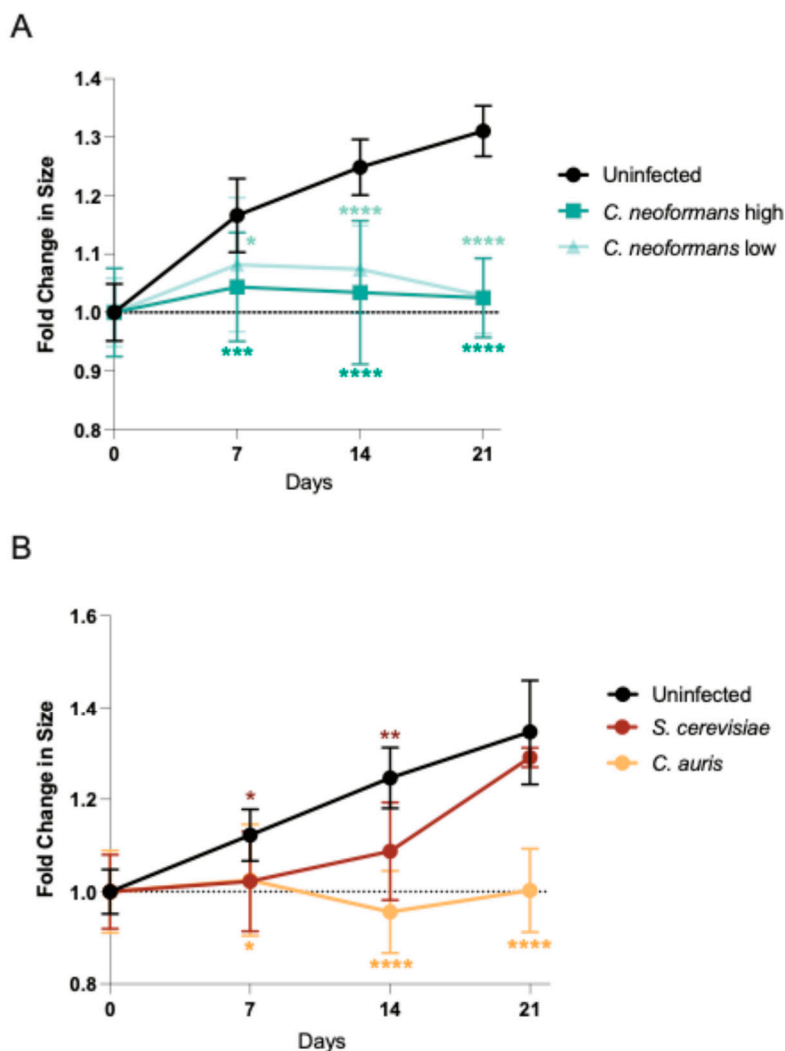 A
1.4
1.3
1.2
1.1
1.0
0.9
0.8
Fold Change in Size
* **** ****
*** **** ****
0 7 14 21
Days
Uninfected
C. neoformans high
C. neoformans low
B
1.6
1.4
1.2
1.0
0.8
Fold Change in Size
* **
* **** ****
0 7 14 21
Days
Uninfected
S. cerevisiae
C. auris